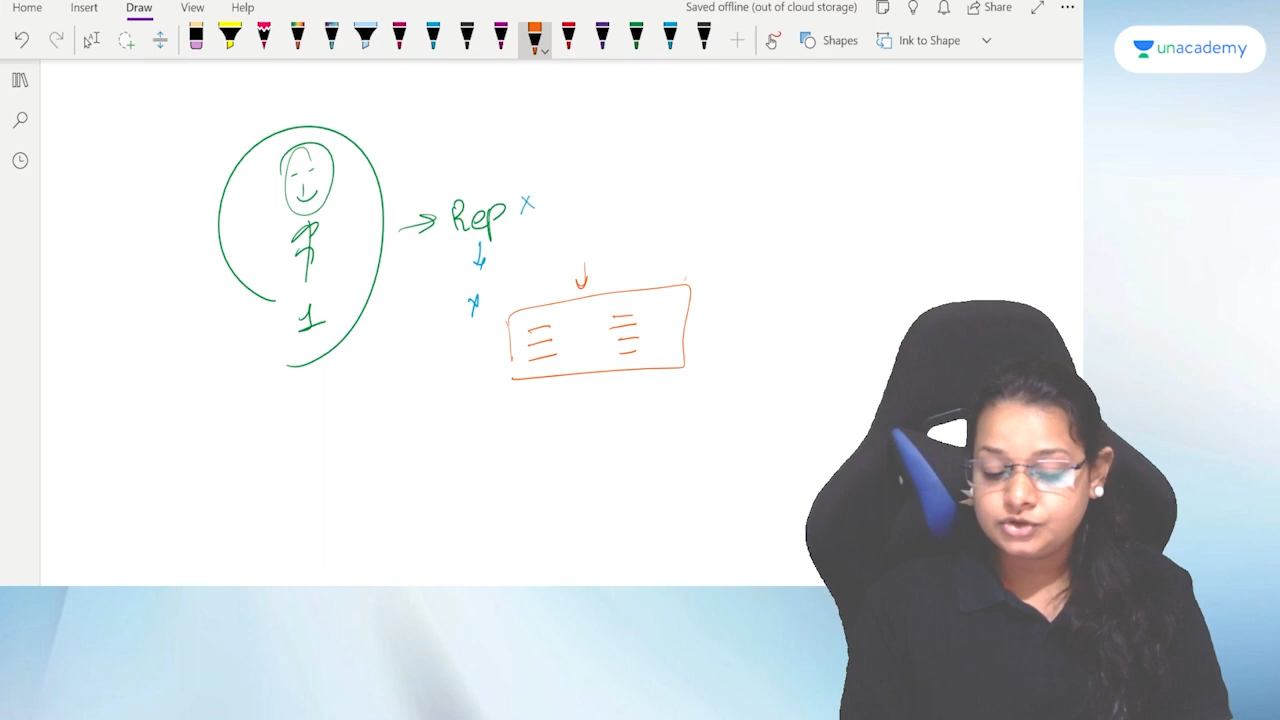 Saved offline (out of cloud storage)
Share
Home
Insert
Draw
View
Help
Shapes
Ink to Shape
unacademy
→ Rep x
x
1